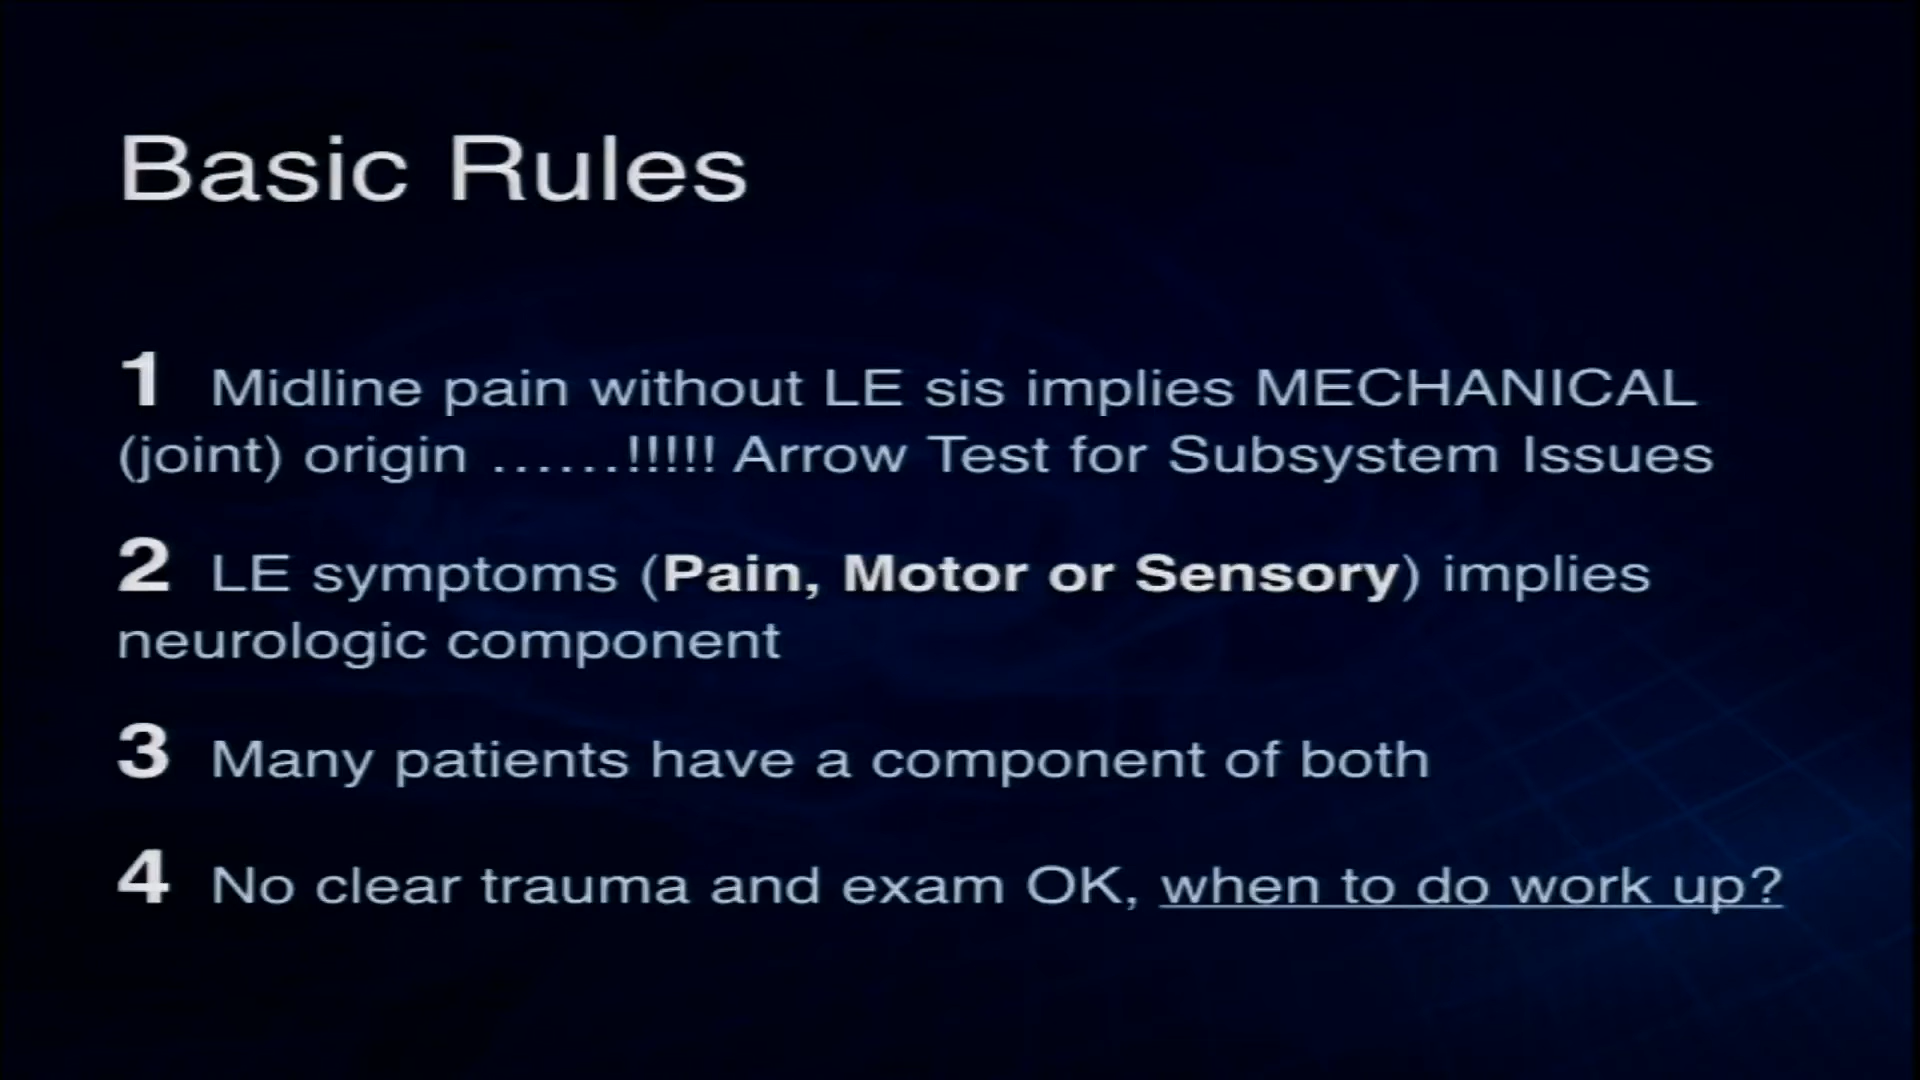 Basic Rules
1 Midline pain without LE sis implies MECHANICAL
(joint) origin ......!!!!! Arrow Test for Subsystem Issues
2 LE symptoms (Pain, Motor or Sensory) implies
neurologic component
3 Many patients have a component of both
4 No clear trauma and exam OK, when to do work up?